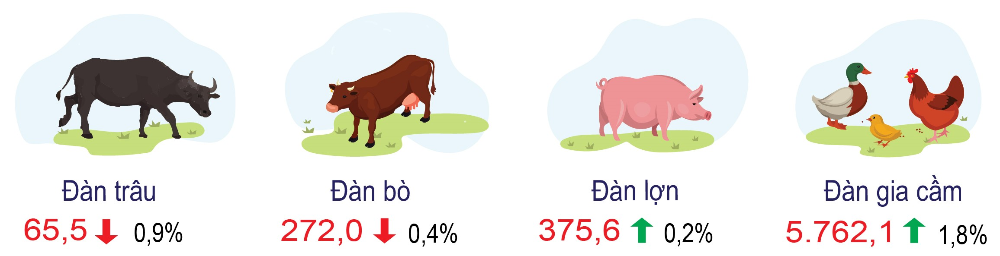 Đàn trâu
65,5 0,9%
Đàn bò
272,0 0,4%
Đàn lợn
375,6 0,2%
Đàn gia cầm
5.762,1 1,8%